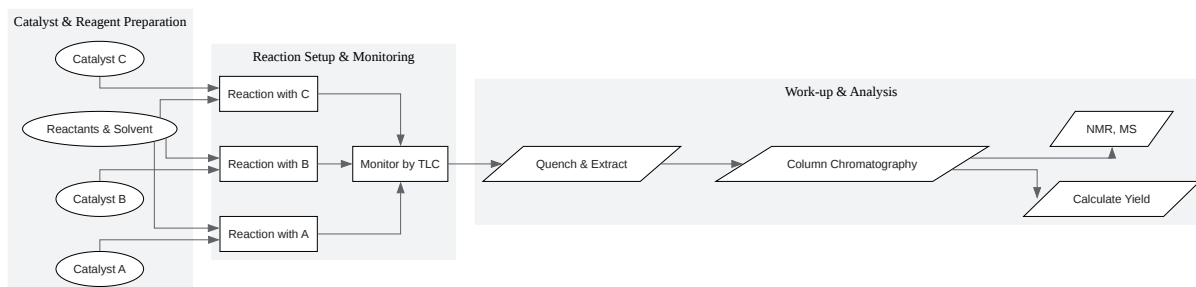 Catalyst & Reagent Preparation
Catalyst C
Reactants & Solvent
Catalyst B
Catalyst A
Reaction Setup & Monitoring
Reaction with C
Reaction with B
Monitor by TLC
Reaction with A
Work-up & Analysis
Quench & Extract
Column Chromatography
NMR, MS
Calculate Yield